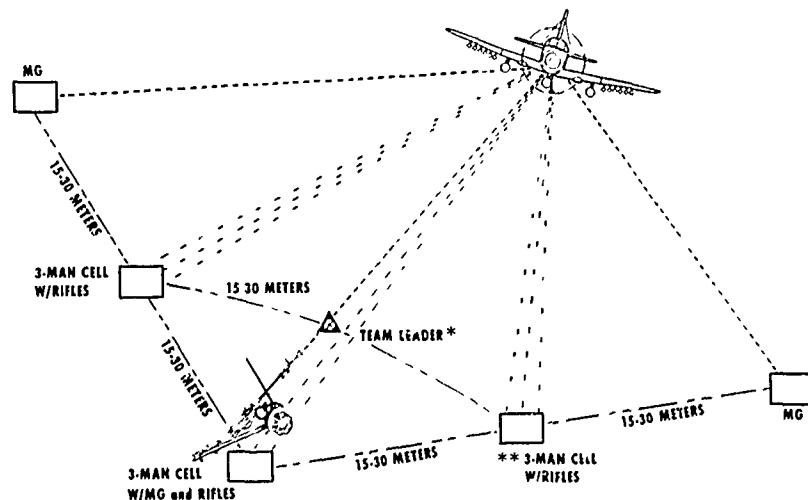 MG
15-30 METERS
3-MAN CELL
W/RIFLES
15-30 METERS
TEAM LEADER*
15-30 METERS
MG
15-30 METERS
** 3-MAN CELL
W/RIFLES
15-30 METERS
3-MAN CELL
W/MG and RIFLES